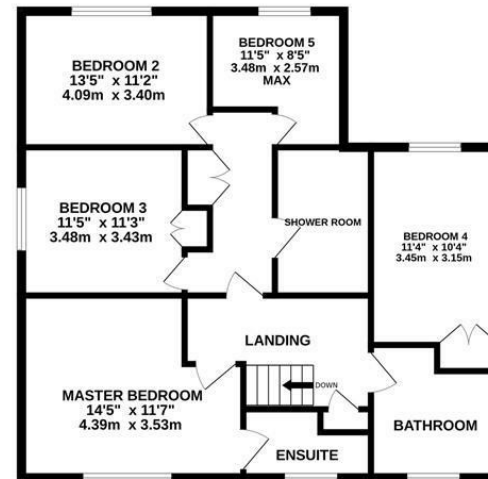 BEDROOM 2
13'5" x 11'2"
4.09m x 3.40m
BEDROOM 5
11'5" x 8'5"
3.48m x 2.57m
MAX
BEDROOM 3
11'5" x 11'3"
3.48m x 3.43m
SHOWER ROOM
BEDROOM 4
11'4" x 10'4"
3.45m x 3.15m
LANDING
DOWN
MASTER BEDROOM
14'5" x 11'7"
4.39m x 3.53m
ENSUITE
BATHROOM